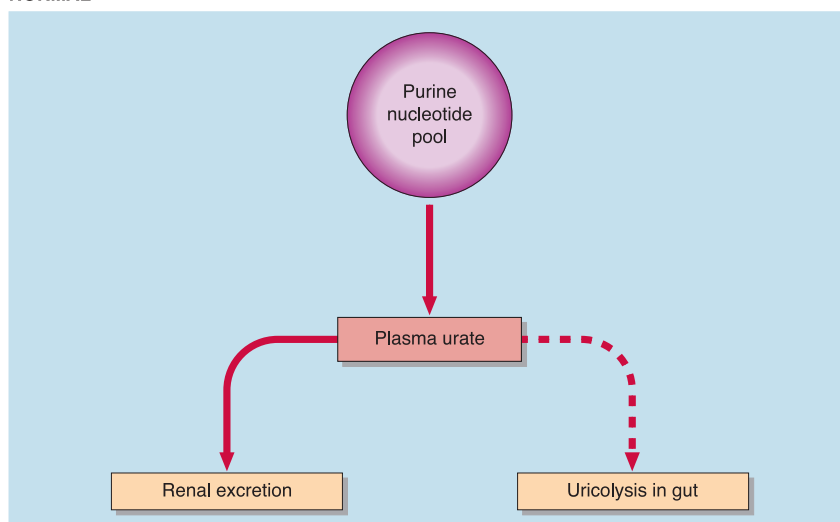 Purine
nucleotide
pool
Plasma urate
Renal excretion
Uricolysis in gut